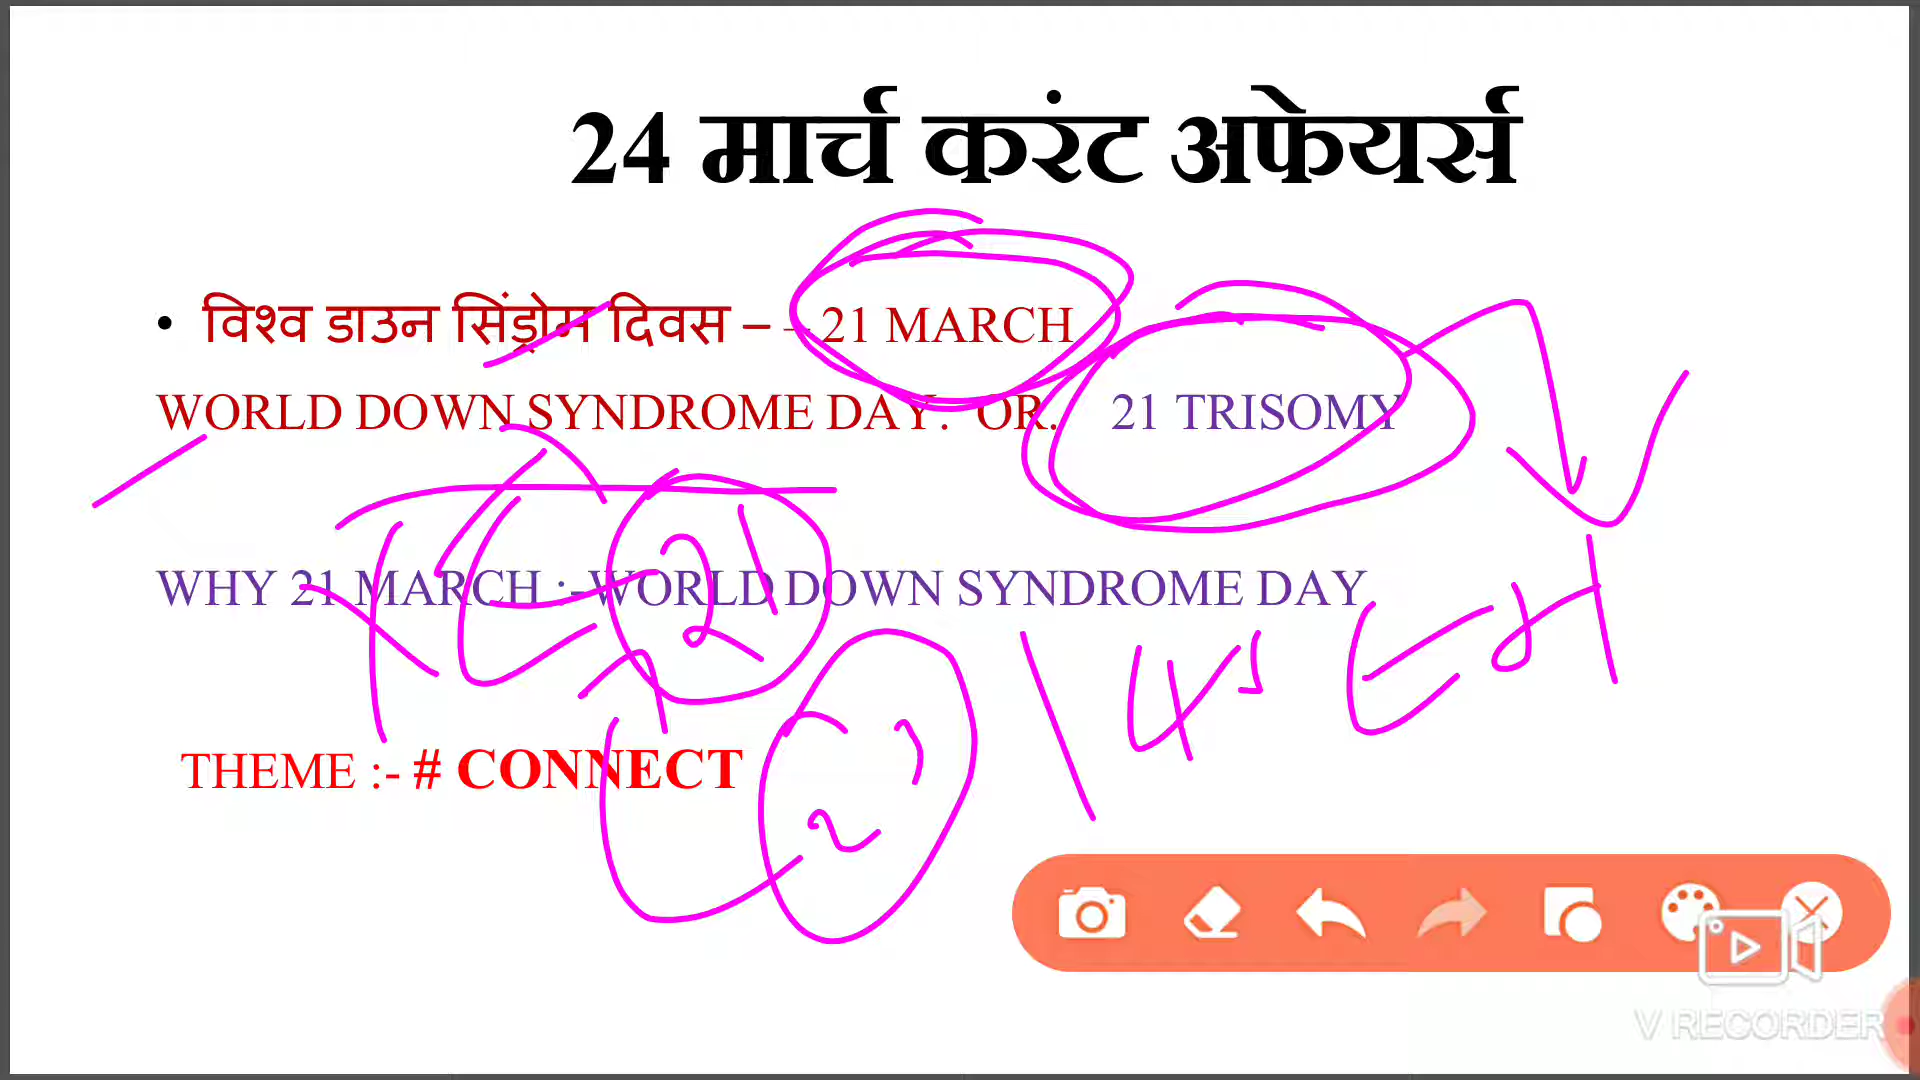 24 मार्च करंट अफेयर्स
• विश्व डाउन सिंड्रोम दिवस – – 21 MARCH
WORLD DOWN SYNDROME DAY. OR. 21 TRISOMY
WHY 21 MARCH :- WORLD DOWN SYNDROME DAY
21
THEME :- # CONNECT
V RECORDER